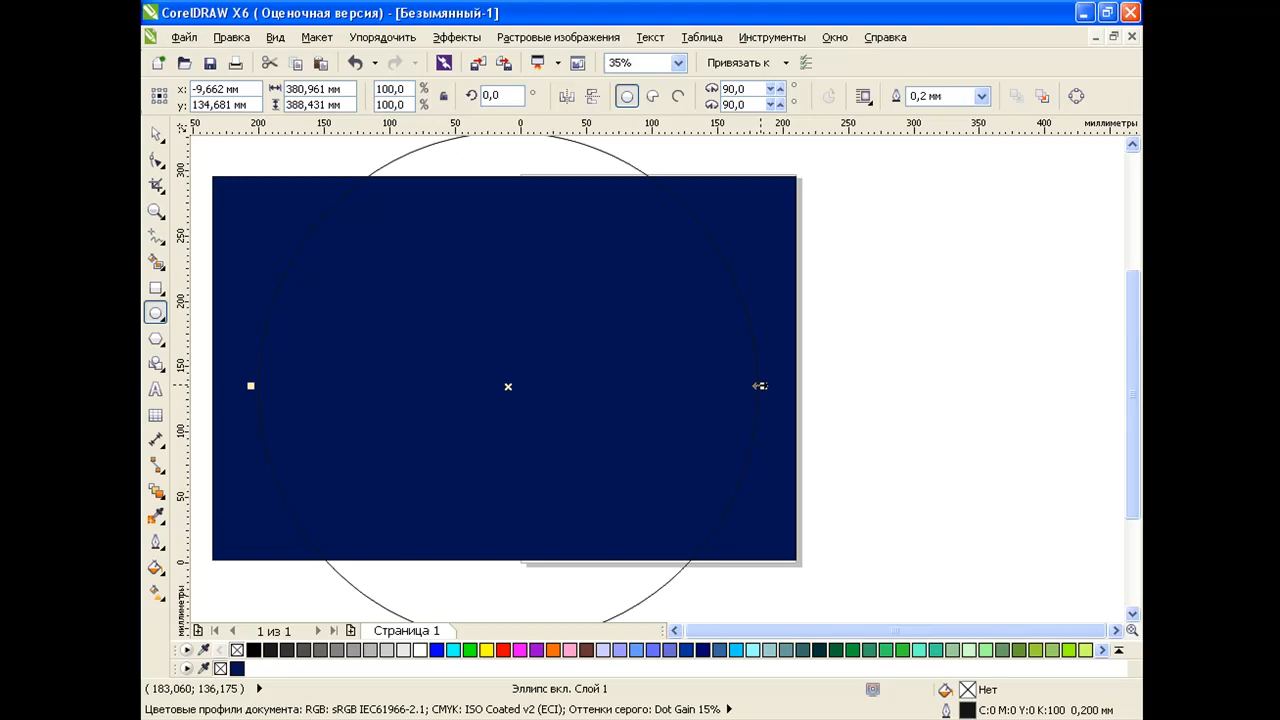 CorelDRAW X6 ( Оценочная версия) - [Безымянный-1]
Файл Правка Вид Макет Упорядочить Эффекты Растровые изображения Текст Таблица Инструменты Окно Справка
35% Привязать к
x: -9,662 мм 380,961 мм 100,0 % 0,0 ° 90,0 ° 0,2 мм
y: 134,681 мм 388,431 мм 100,0 % 90,0 °
50 200 150 100 50 0 50 100 150 200 250 300 350 400 миллиметры
300
250
200
150
100
50
0
миллиметры
1 из 1 Страница 1
( 183,060; 136,175 ) Эллипс вкл. Слой 1 Нет
Цветовые профили документа: RGB: sRGB IEC61966-2.1; CMYK: ISO Coated v2 (ECI); Оттенки серого: Dot Gain 15% C:0 M:0 Y:0 K:100 0,200 мм